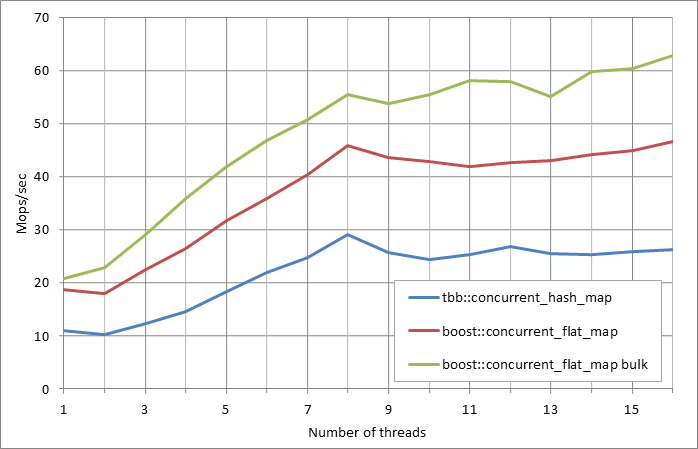 70
60
50
40
30
20
10
0
Mops/sec
tbb::concurrent_hash_map
boost::concurrent_flat_map
boost::concurrent_flat_map bulk
1 3 5 7 9 11 13 15
Number of threads